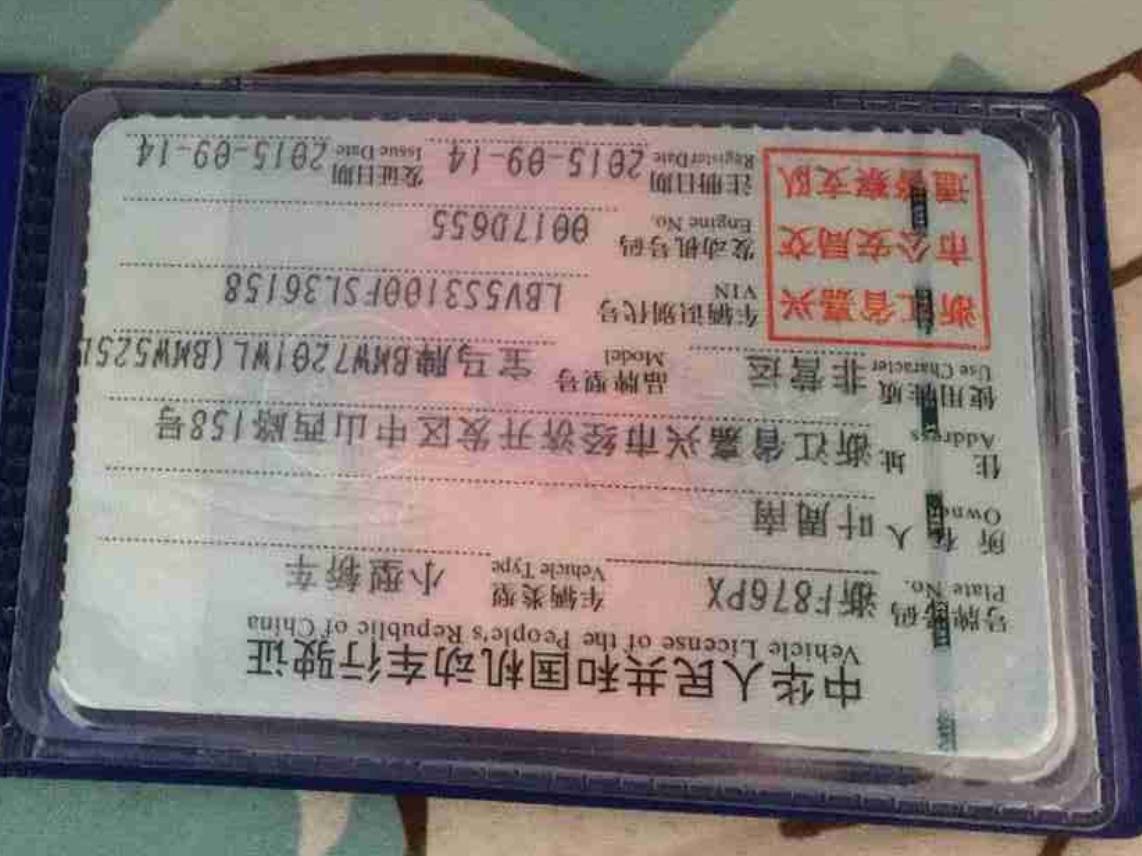 中华人民共和国机动车行驶证
Vehicle License of the People's Republic of China
号牌号码 浙F876PX 车辆类型 小型轿车
Plate No. Vehicle Type
所有人 叶周南
Owner
住址 浙江省嘉兴市经济开发区中山西路158号
Address
使用性质 非营运 品牌型号 宝马牌BMW7201WL(BMW525L
Use Character Model
浙江省嘉兴
市公安局交
通警察支队
车辆识别代号 LBV5S3100FSL36158
VIN
发动机号码 0017D655
Engine No.
注册日期 2015-09-14 发证日期 2015-09-14
Register Date Issue Date